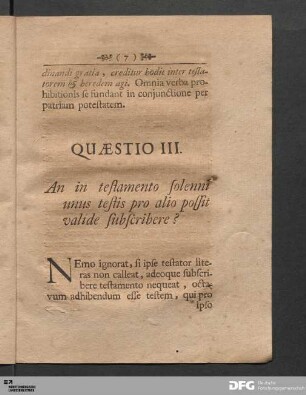 ( 7 )
dicandi gratia, creditur hodie inter testa-
torem & heredem agi. Omnia verba pro-
hibitionis se fundant in conjunctione per
patriam potestatem.
QUÆSTIO III.
An in testamento solenni
unus testis pro alio possit
valide subscribere?
NEmo ignorat, si ipse testator lite-
ras non calleat, adeoque subscri-
bere testamento nequeat, octa-
vum adhibendum esse testem, qui pro
ipso
DFG